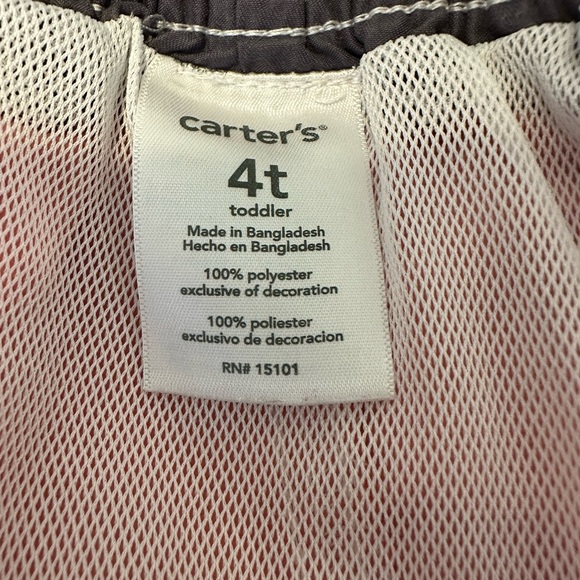 carter's®
4t
toddler
Made in Bangladesh
Hecho en Bangladesh
100% polyester
exclusive of decoration
100% poliester
exclusivo de decoracion
RN# 15101